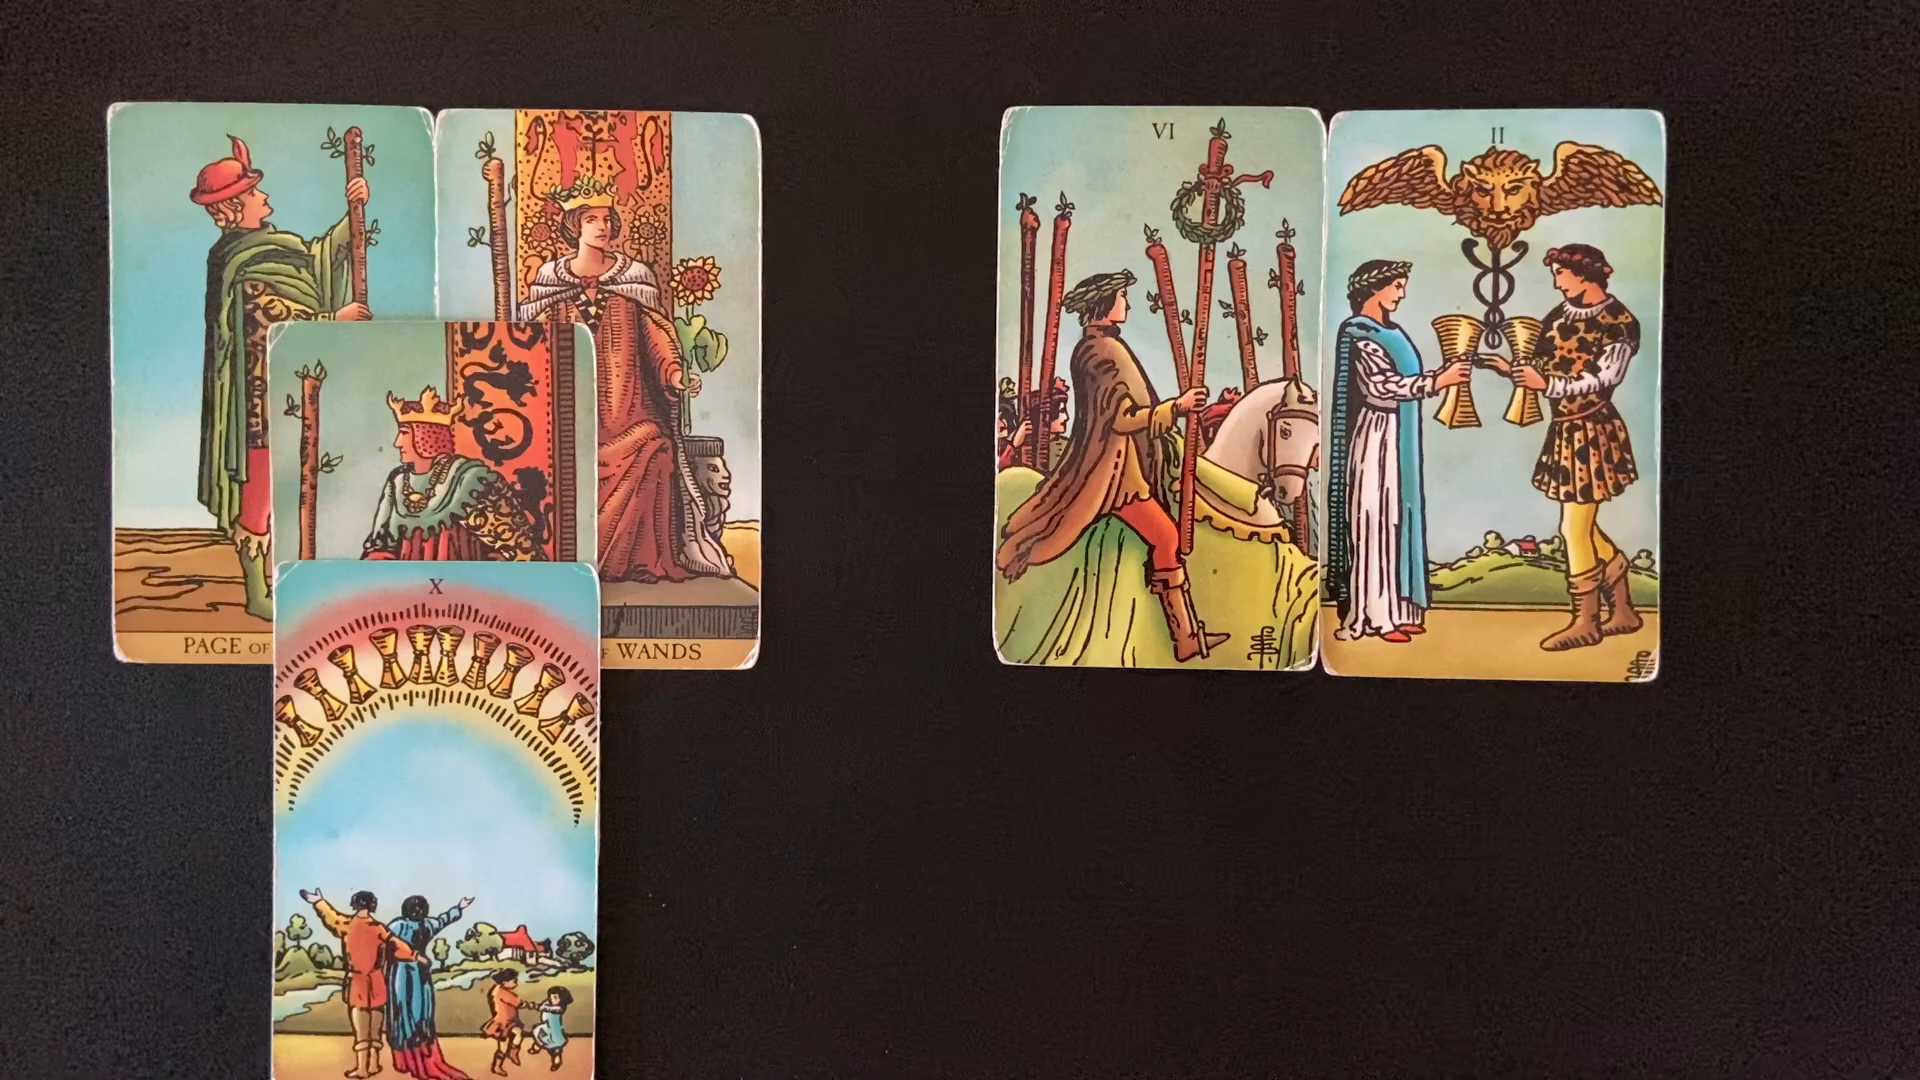 PAGE OF
F WANDS
X
VI
II